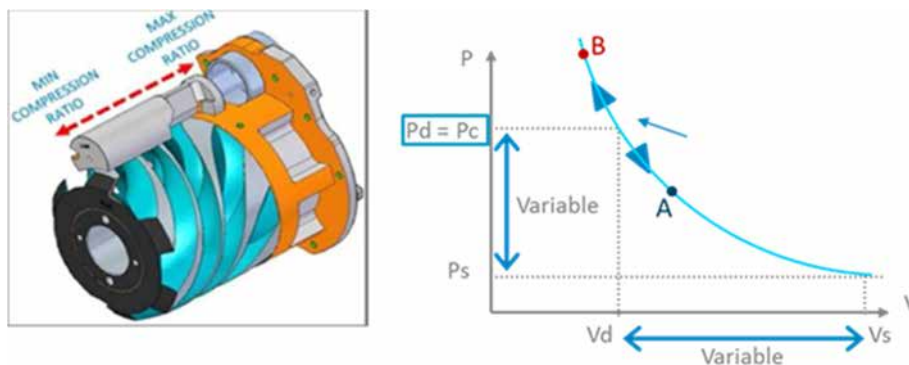 MAX
COMPRESSION
RATIO
MIN
COMPRESSION
RATIO
P
B
Pd = Pc
Variable
A
Ps
V
Vd
Vs
Variable